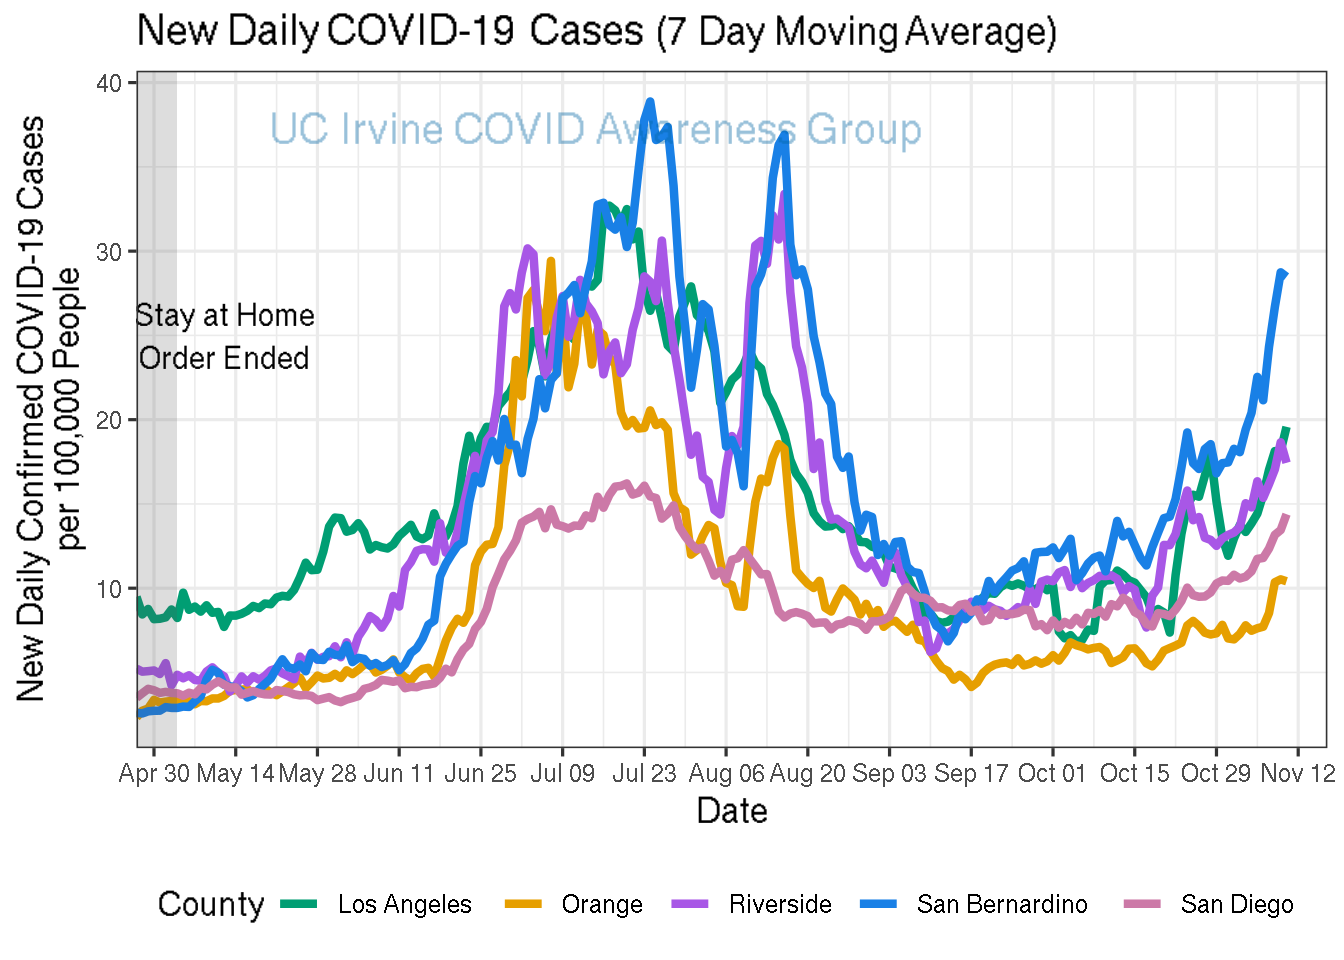 New Daily COVID-19 Cases (7 Day Moving Average)
UC Irvine COVID Awareness Group
Stay at Home
Order Ended
New Daily Confirmed COVID-19 Cases
per 100,000 People
40
30
20
10
Apr 30 May 14 May 28 Jun 11 Jun 25 Jul 09 Jul 23 Aug 06 Aug 20 Sep 03 Sep 17 Oct 01 Oct 15 Oct 29 Nov 12
Date
County Los Angeles Orange Riverside San Bernardino San Diego